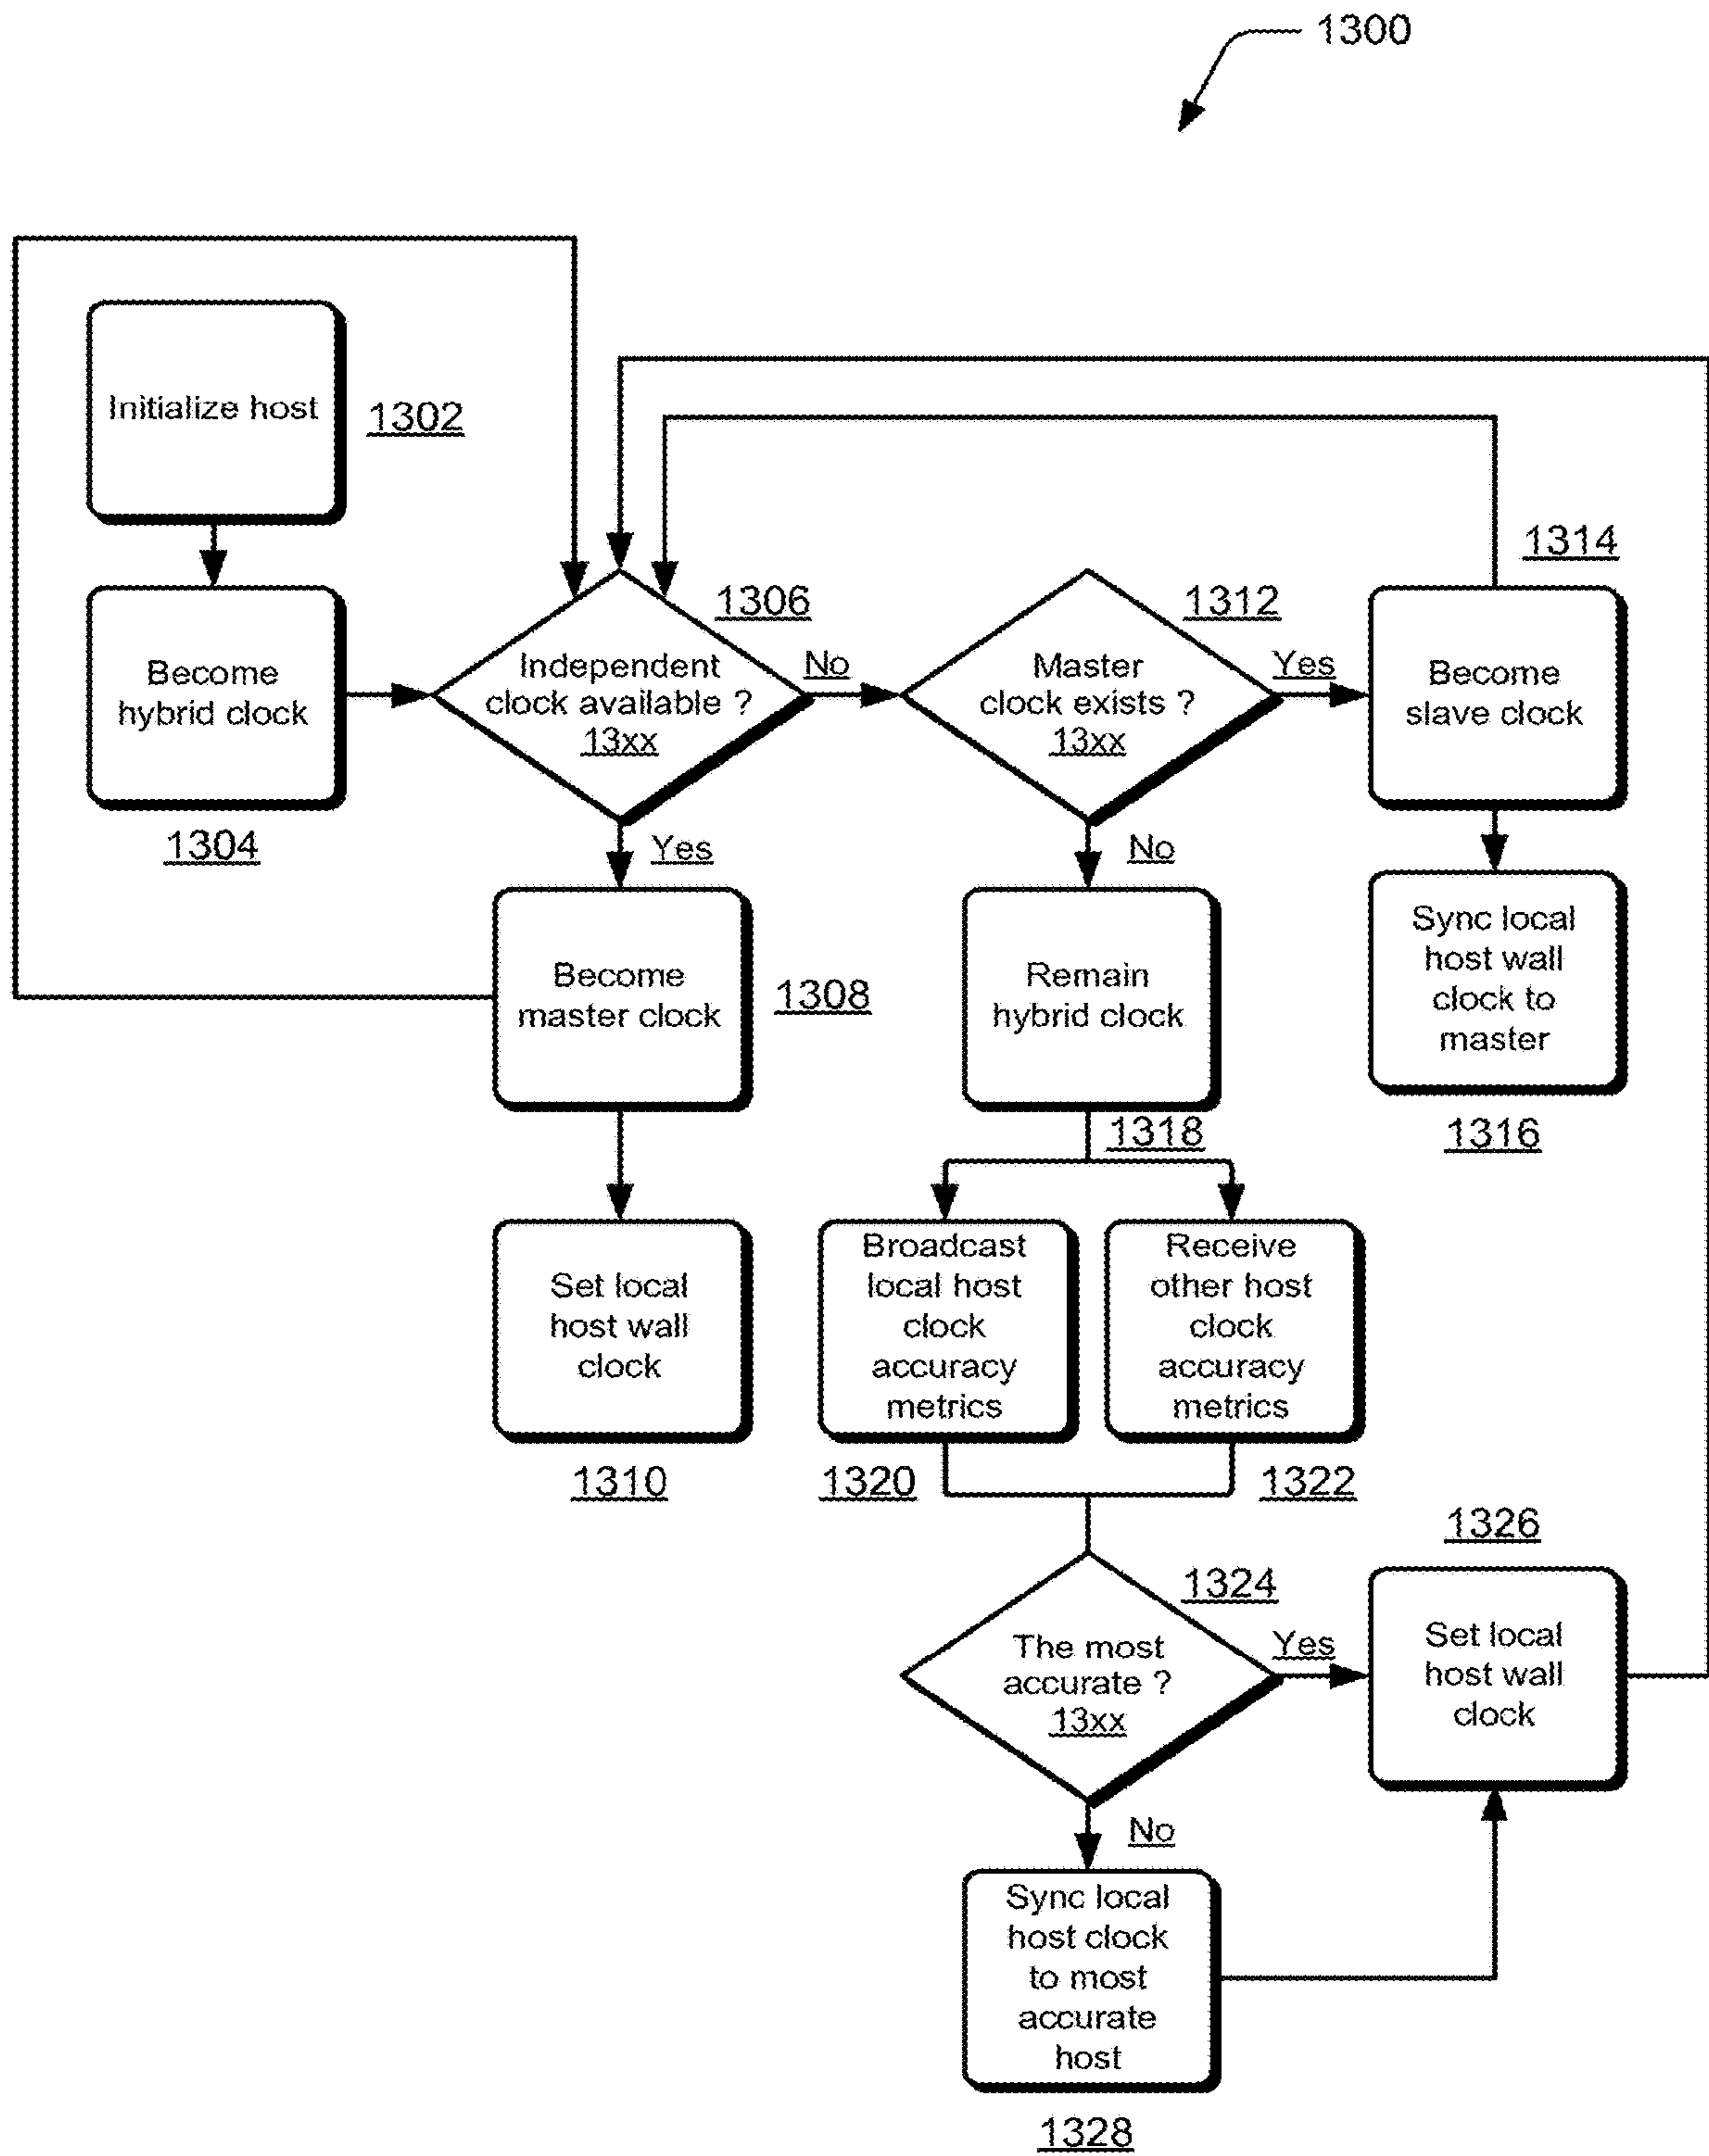 1300
Initialize host
1302
Become
hybrid clock
1304
1306
Independent
clock available ?
13xx
No
Yes
1312
Master
clock exists ?
13xx
Yes
No
1314
Become
slave clock
Sync local
host wall
clock to
master
1316
Become
master clock
1308
Set local
host wall
clock
1310
Remain
hybrid clock
1318
Broadcast
local host
clock
accuracy
metrics
1320
Receive
other host
clock
accuracy
metrics
1322
1324
The most
accurate ?
13xx
Yes
No
1326
Set local
host wall
clock
Sync local
host clock
to most
accurate
host
1328